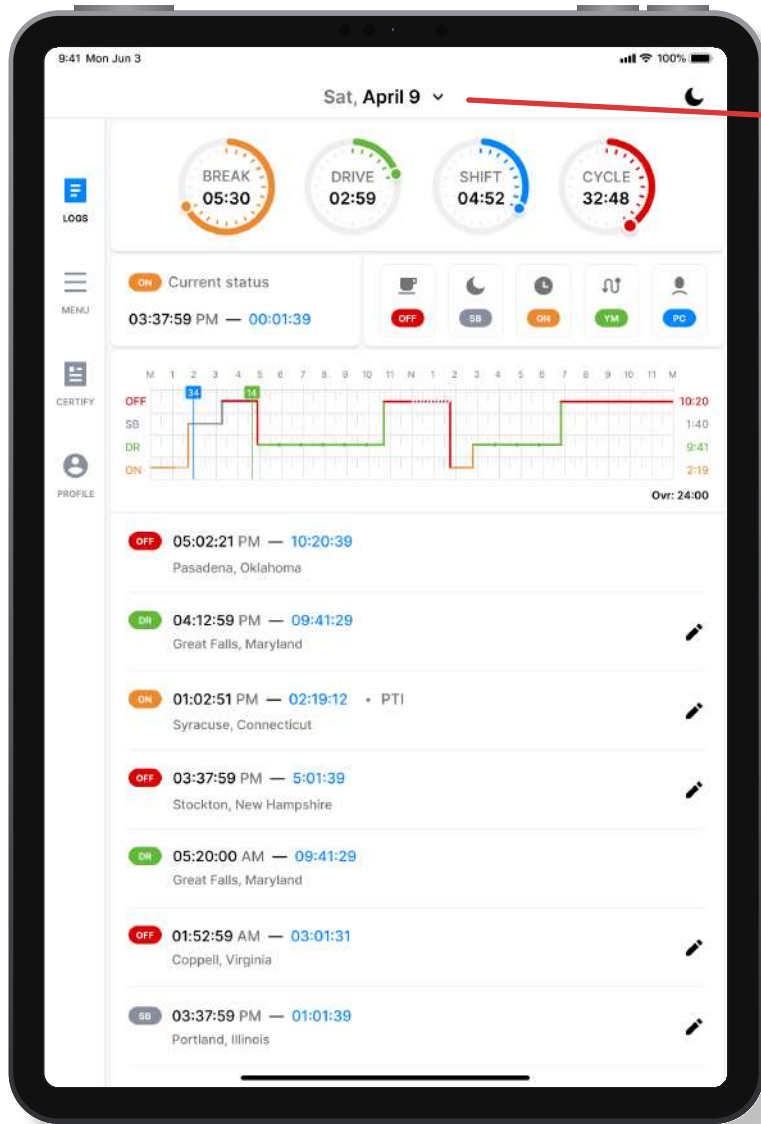 9:41 Mon Jun 3
100%
Sat, April 9
LOGS
MENU
CERTIFY
PROFILE
BREAK
05:30
DRIVE
02:59
SHIFT
04:52
CYCLE
32:48
ON Current status
03:37:59 PM — 00:01:39
OFF SB ON YM PC
M 1 2 3 4 5 6 7 8 9 10 11 N 1 2 3 4 5 6 7 8 9 10 11 M
34 14
OFF 10:20
SB 1:40
DR 9:41
ON 2:19
Ovr: 24:00
OFF 05:02:21 PM — 10:20:39
Pasadena, Oklahoma
DR 04:12:59 PM — 09:41:29
Great Falls, Maryland
ON 01:02:51 PM — 02:19:12 • PTI
Syracuse, Connecticut
OFF 03:37:59 PM — 5:01:39
Stockton, New Hampshire
DR 05:20:00 AM — 09:41:29
Great Falls, Maryland
OFF 01:52:59 AM — 03:01:31
Coppell, Virginia
SB 03:37:59 PM — 01:01:39
Portland, Illinois